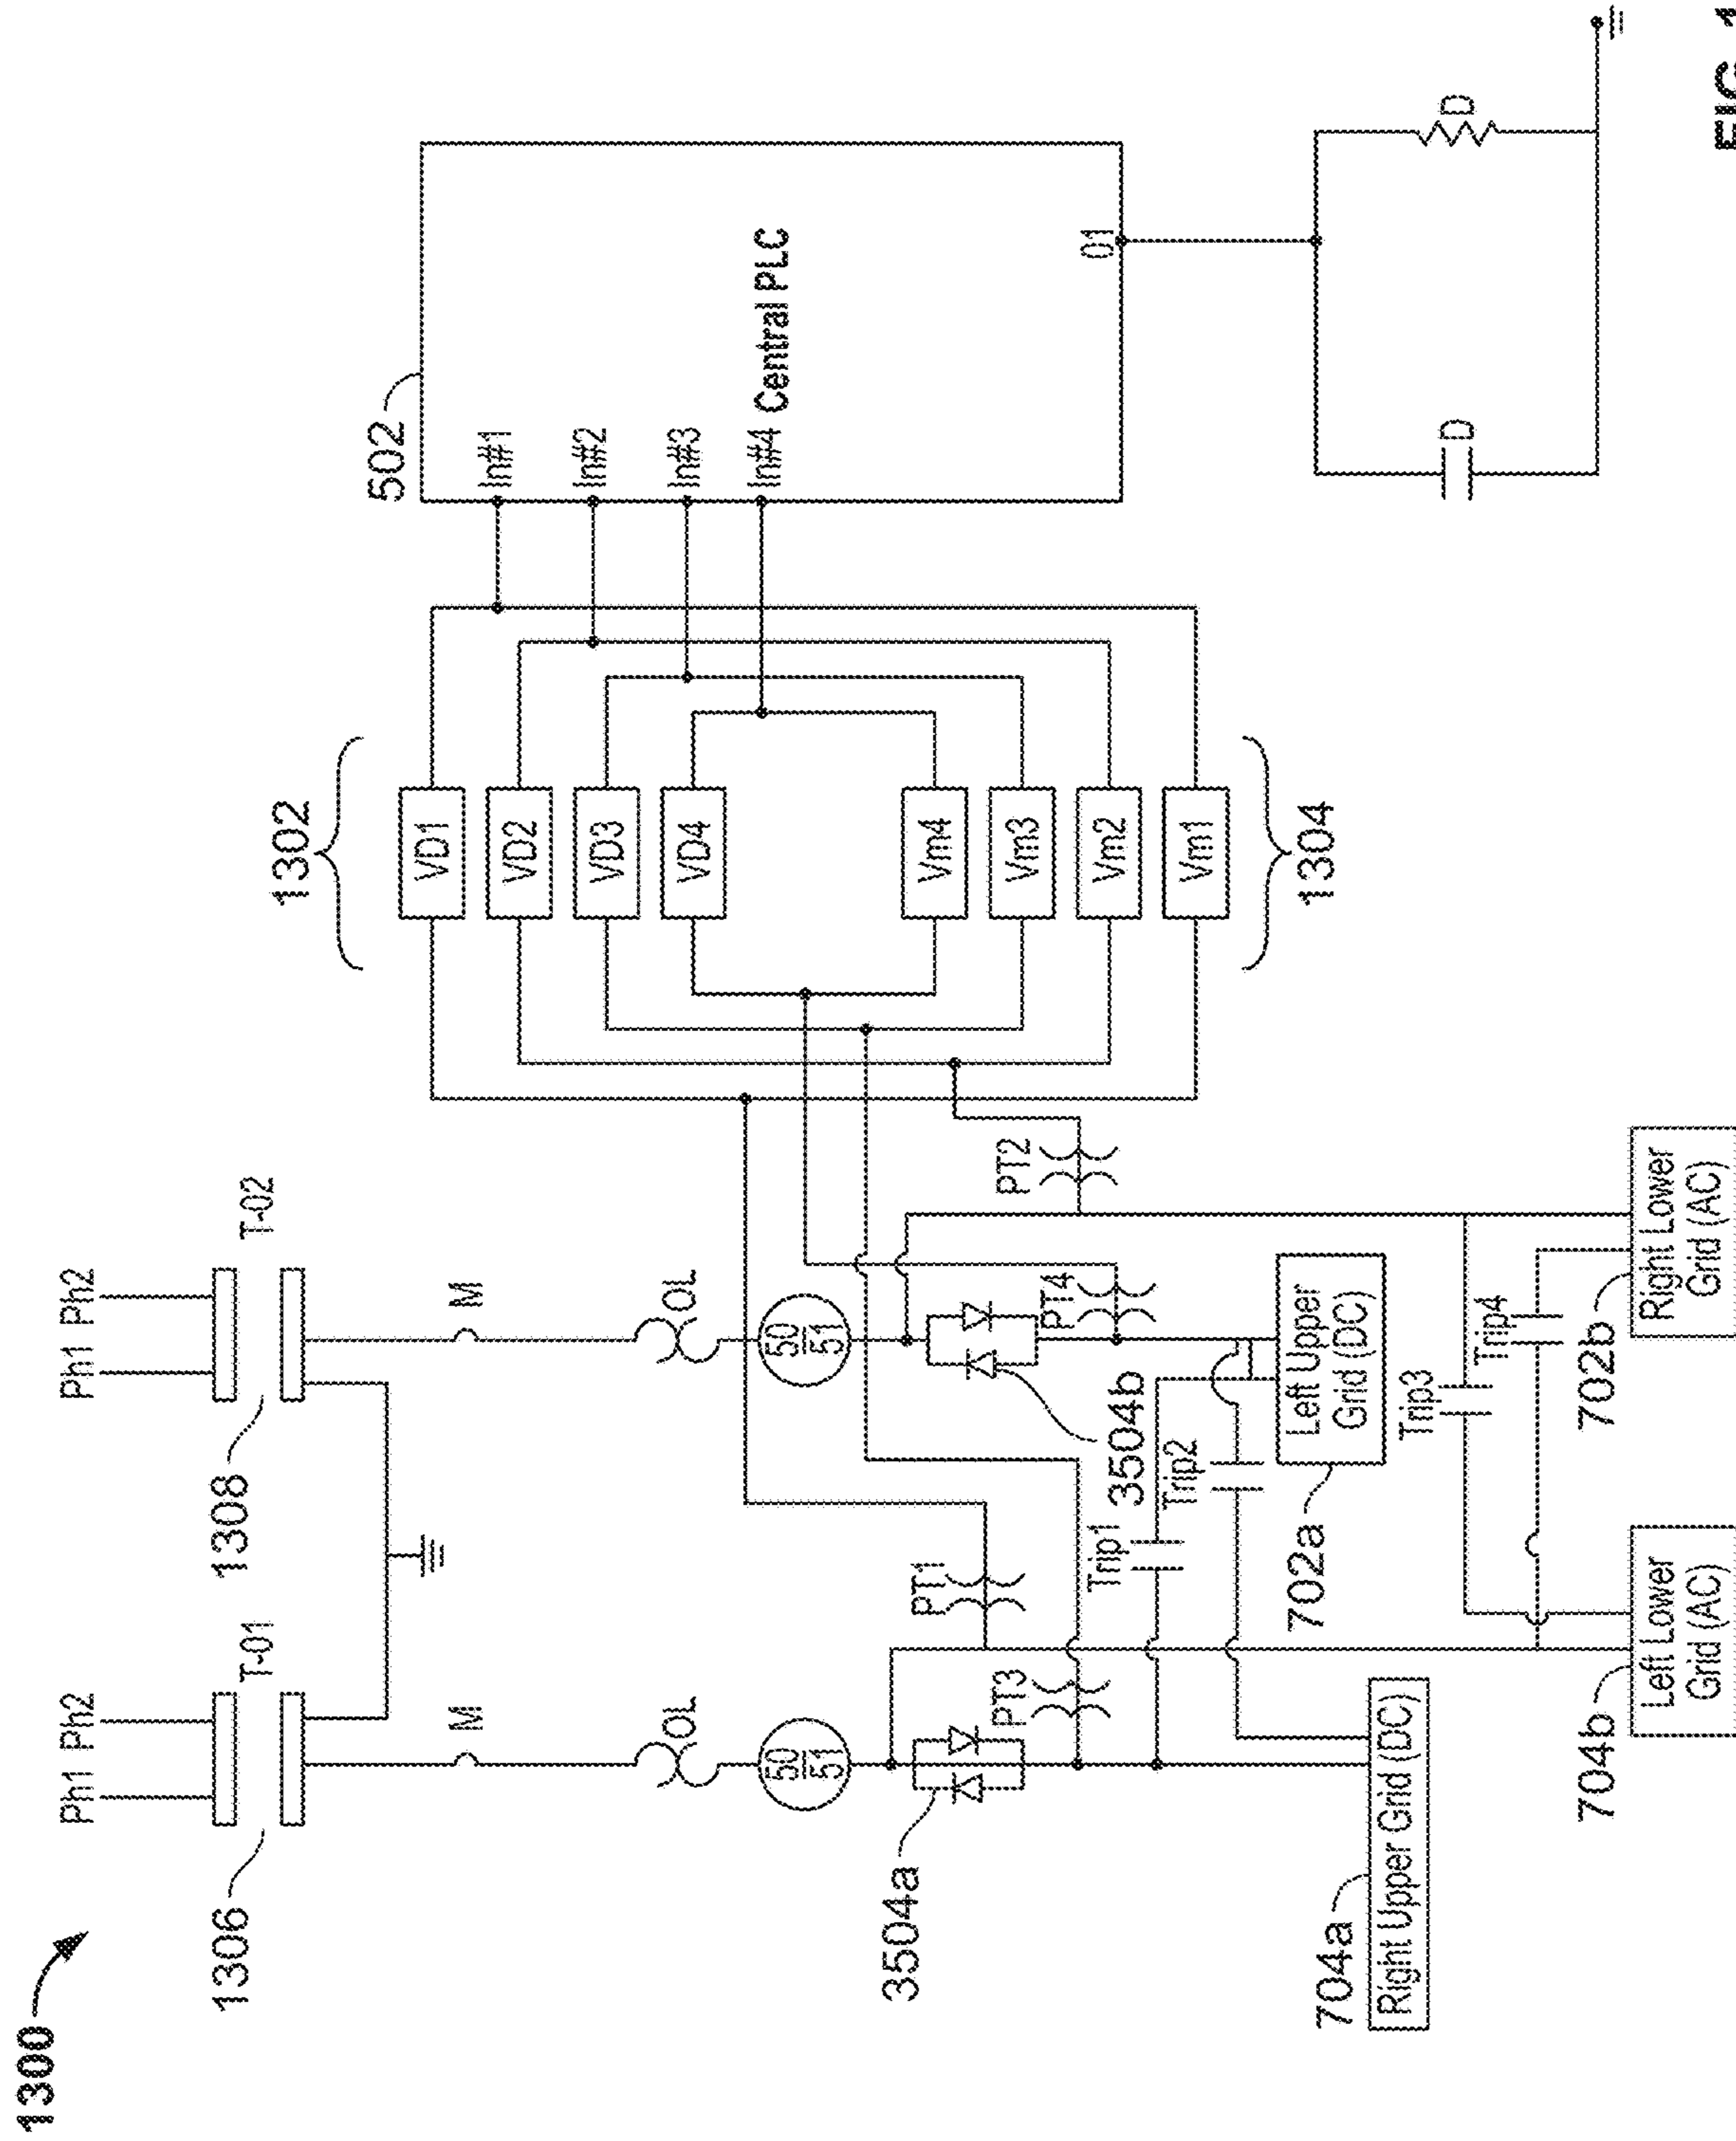 1300
Ph1 Ph2
T-01
1306
M
OL
50
51
3504a
Ph1 Ph2
T-02
1308
M
OL
50
51
3504b
PT1
PT2
PT3
PT4
Trip1
Trip2
Trip3
Trip4
704a
Right Upper Grid (DC)
702a
Left Upper
Grid (DC)
704b
Left Lower
Grid (AC)
702b
Right Lower
Grid (AC)
1302
VD1
VD2
VD3
VD4
Vm4
Vm3
Vm2
Vm1
1304
502
In#1
In#2
In#3
In#4 Central PLC
01
D
D